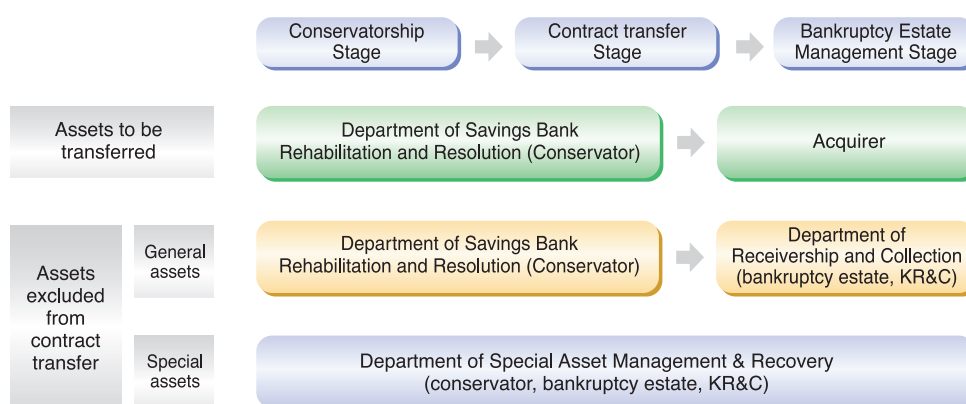 Conservatorship
Stage
Contract transfer
Stage
Bankruptcy Estate
Management Stage
Assets to be
transferred
Department of Savings Bank
Rehabilitation and Resolution (Conservator)
Acquirer
Assets
excluded
from
contract
transfer
General
assets
Department of Savings Bank
Rehabilitation and Resolution (Conservator)
Department of
Receivership and Collection
(bankruptcy estate, KR&C)
Special
assets
Department of Special Asset Management & Recovery
(conservator, bankruptcy estate, KR&C)